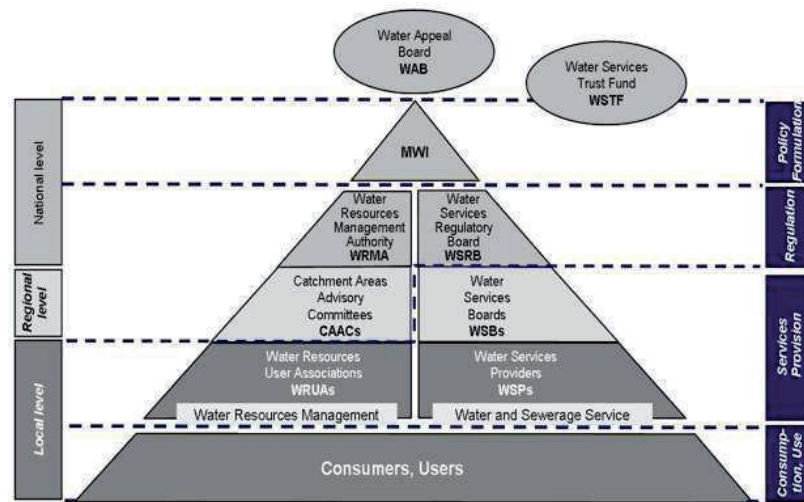 Water Appeal
Board
WAB
Water Services
Trust Fund
WSTF
National level
Regional
level
Local level
MWI
Water
Resources
Management
Authority
WRMA
Water
Services
Regulatory
Board
WSRB
Catchment Areas
Advisory
Committees
CAACs
Water
Services
Boards
WSBs
Water Resources
User Associations
WRUAs
Water Services
Providers
WSPs
Water Resources Management
Water and Sewerage Service
Consumers, Users
Policy
Formulation
Regulation
Services
Provision
Consump-
tion, Use